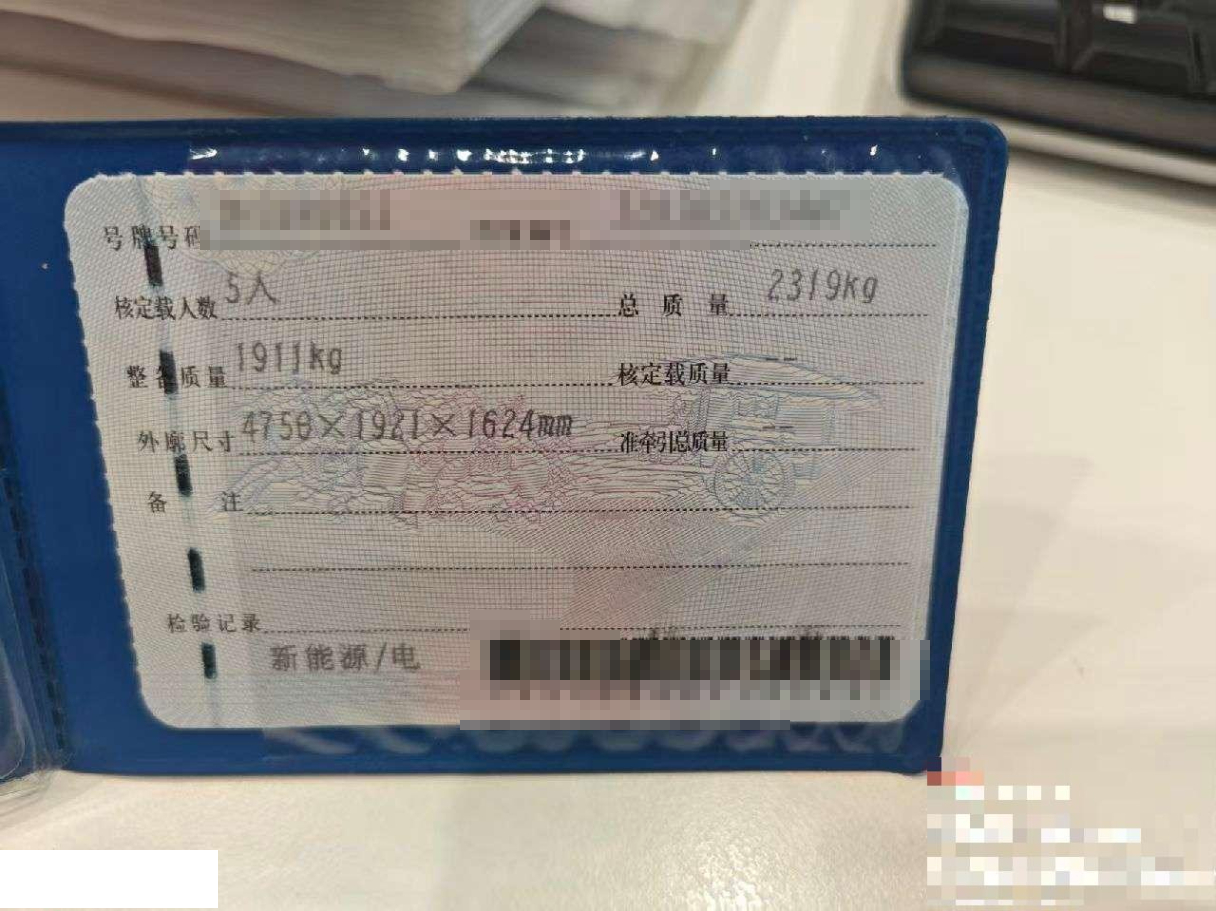 号牌号码
核定载人数 5人 总质量 2319kg
整备质量 1911kg 核定载质量 --
外廓尺寸 4750×1921×1624mm 准牵引总质量 --
备注
检验记录
新能源/电